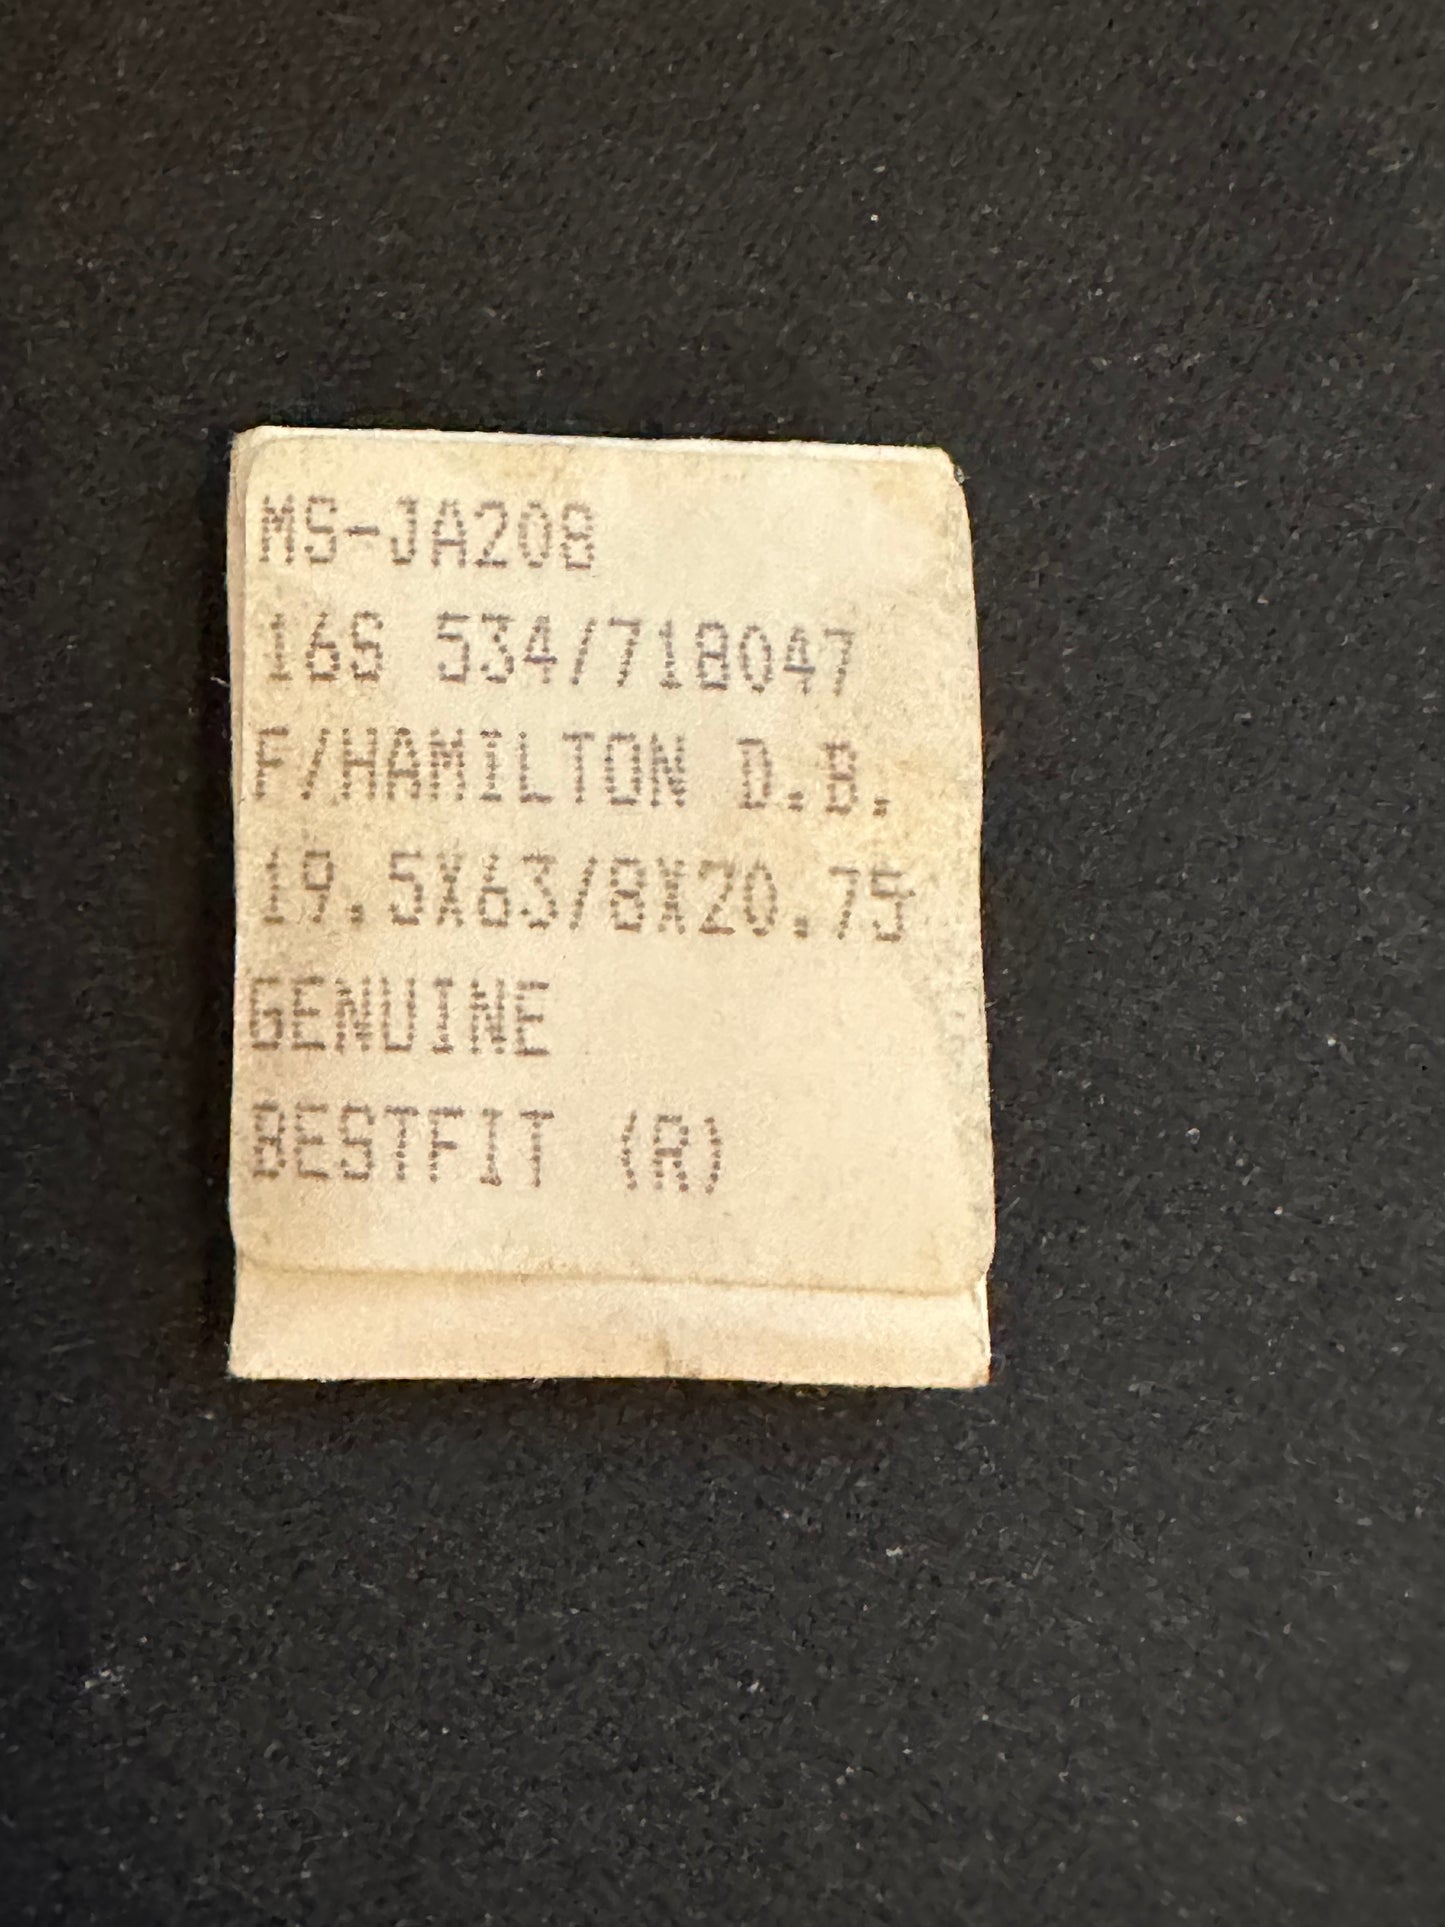 MS-JA208
16S 534/718047
F/HAMILTON D.B.
19.5X63/8X20.75
GENUINE
BESTFIT (R)